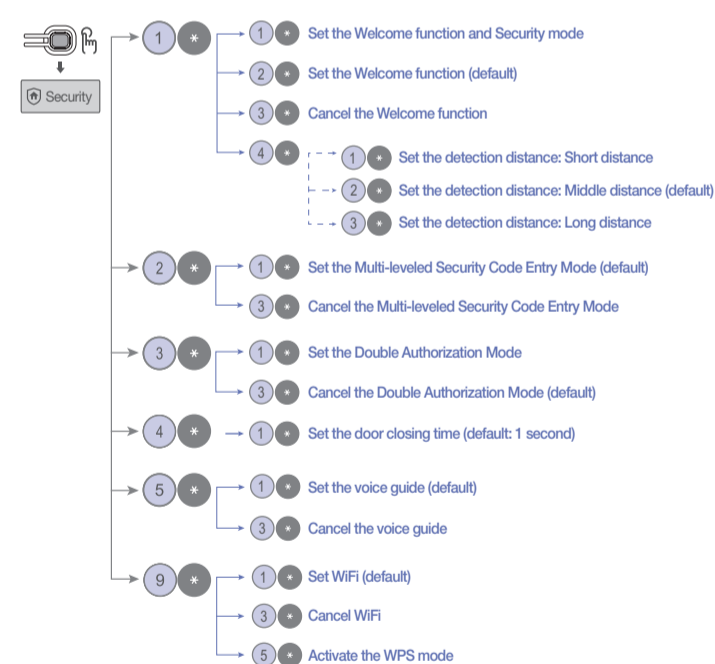 1 * 1 * Set the Welcome function and Security mode
2 * Set the Welcome function (default)
Security
3 * Cancel the Welcome function
4 * 1 * Set the detection distance: Short distance
2 * Set the detection distance: Middle distance (default)
3 * Set the detection distance: Long distance
2 * 1 * Set the Multi-leveled Security Code Entry Mode (default)
3 * Cancel the Multi-leveled Security Code Entry Mode
3 * 1 * Set the Double Authorization Mode
3 * Cancel the Double Authorization Mode (default)
4 * 1 * Set the door closing time (default: 1 second)
5 * 1 * Set the voice guide (default)
3 * Cancel the voice guide
9 * 1 * Set WiFi (default)
3 * Cancel WiFi
5 * Activate the WPS mode